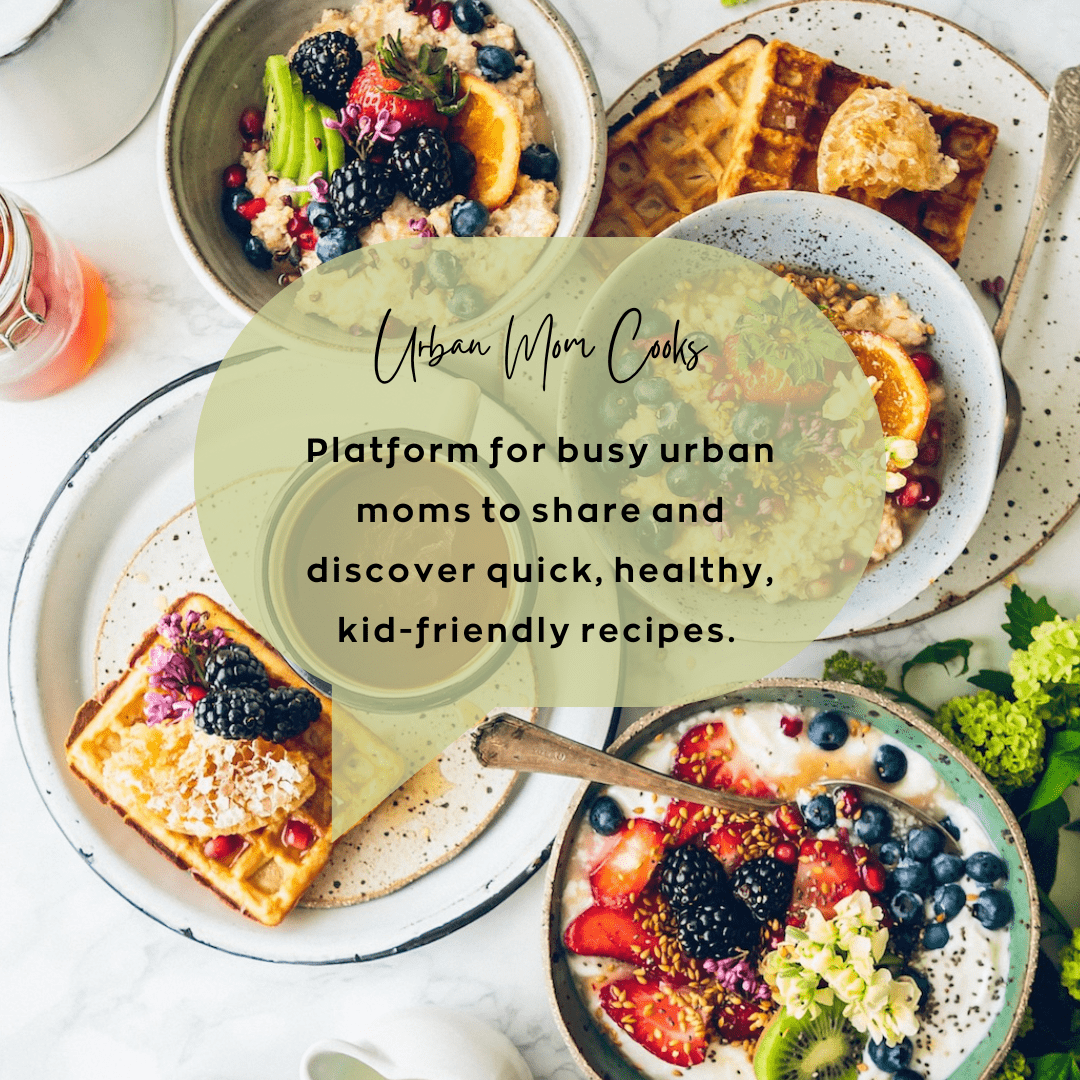 Urban Mom Cooks
Platform for busy urban
moms to share and
discover quick, healthy,
kid-friendly recipes.